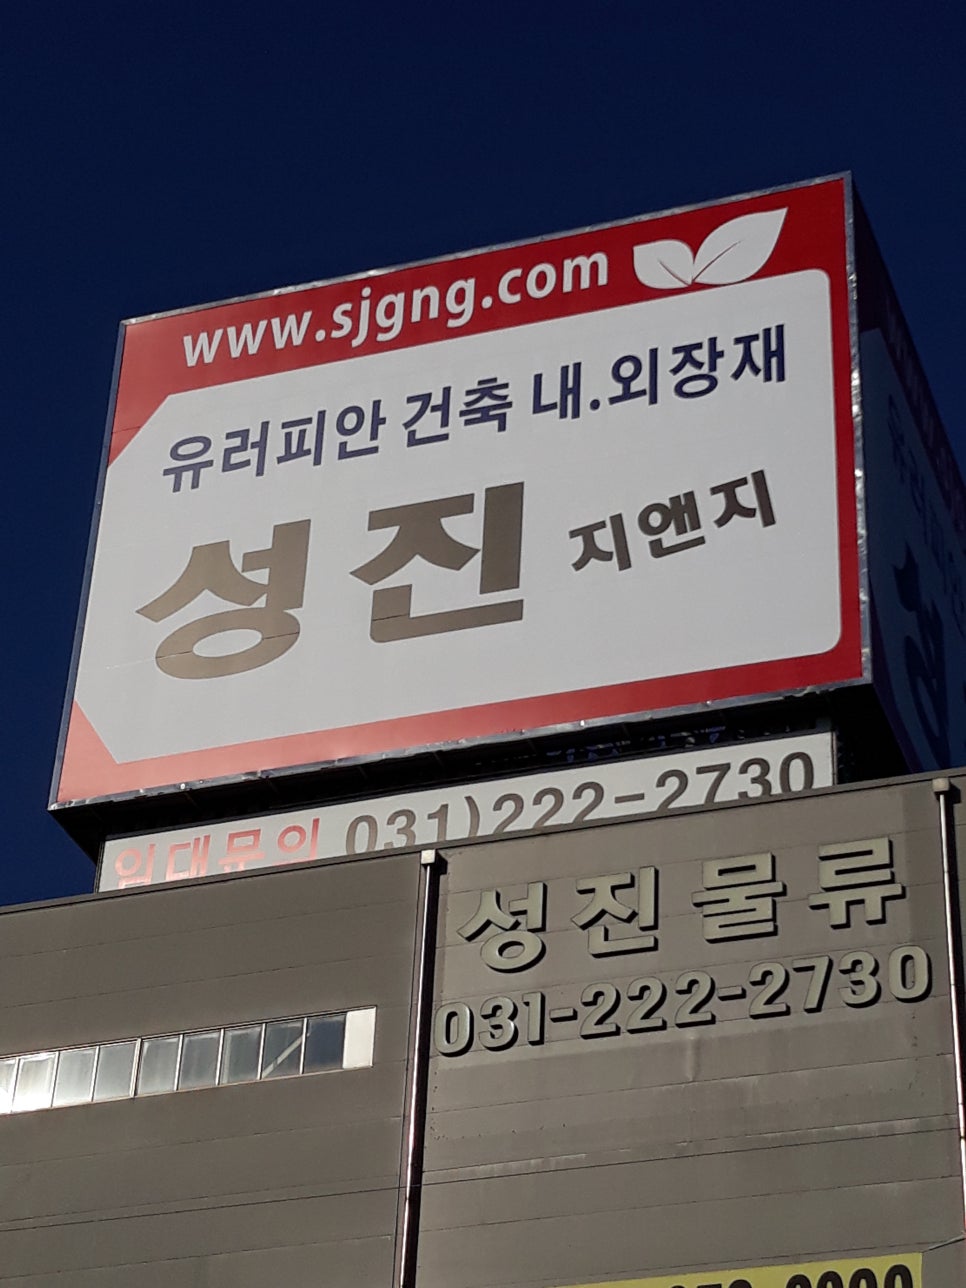 www.sjgng.com
유러피안 건축 내.외장재
성진 지앤지
임대문의 031)222-2730
성진물류
031-222-2730